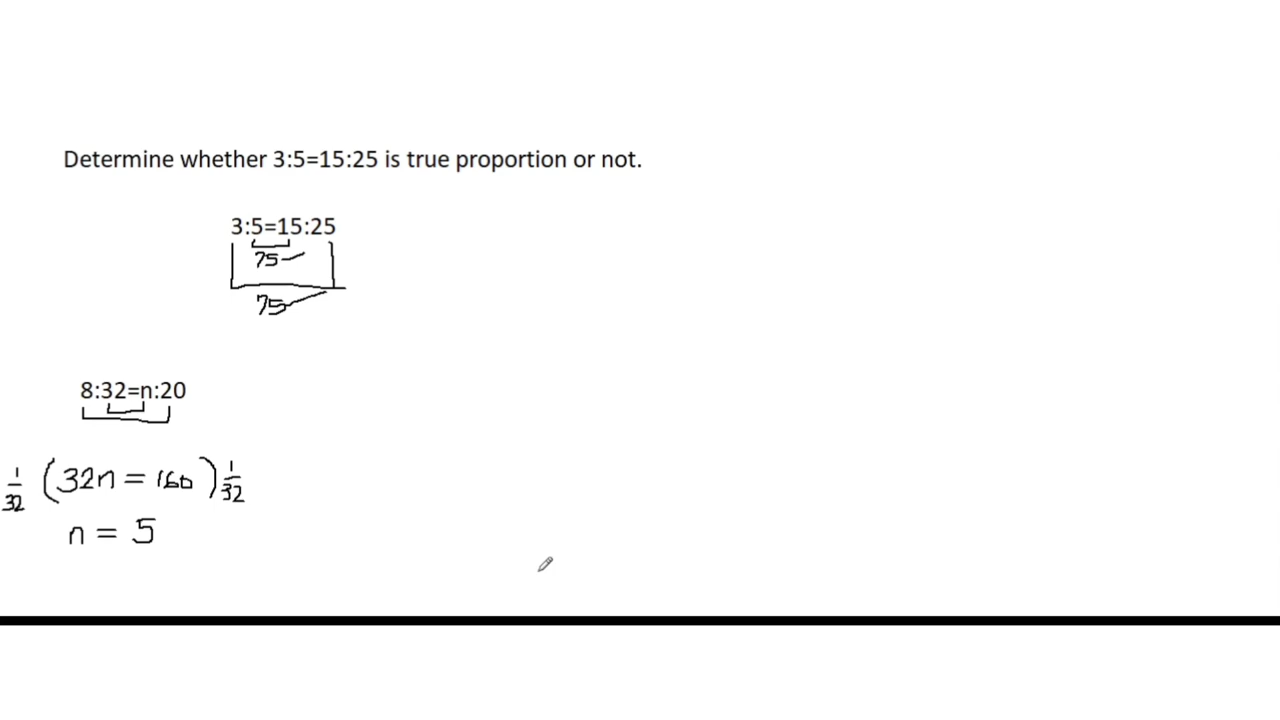 Determine whether 3:5=15:25 is true proportion or not.
3:5=15:25
75
75
8:32=n:20
1/32 (32n = 160) 1/32
n = 5